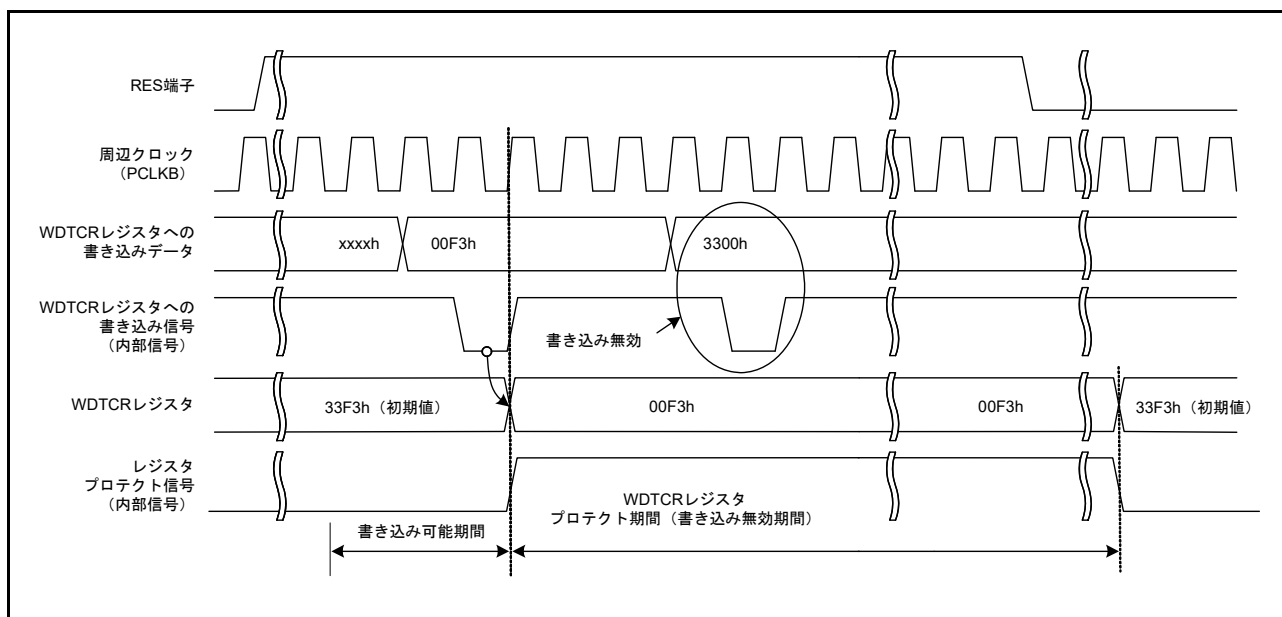 RES端子
周辺クロック
（PCLKB）
WDTCRレジスタへの
書き込みデータ
xxxxh
00F3h
3300h
WDTCRレジスタへの
書き込み信号
（内部信号）
書き込み無効
WDTCRレジスタ
33F3h（初期値）
00F3h
00F3h
33F3h（初期値）
レジスタ
プロテクト信号
（内部信号）
WDTCRレジスタ
プロテクト期間（書き込み無効期間）
書き込み可能期間